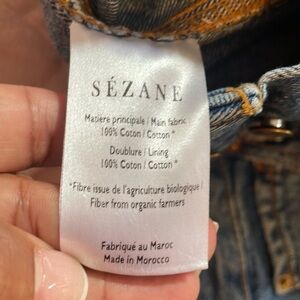 SÉZANE
Matière principale / Main fabric
100% Coton / Cotton *
Doublure / Lining
100% Coton / Cotton *
*Fibre issue de l'agriculture biologique /
Fiber from organic farmers
Fabriqué au Maroc
Made in Morocco